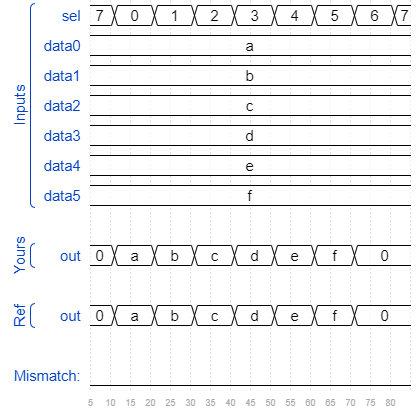 sel 7 0 1 2 3 4 5 6 7
data0 a
data1 b
data2 c
data3 d
data4 e
data5 f
Inputs
out 0 a b c d e f 0
Yours
out 0 a b c d e f 0
Ref
Mismatch:
5 10 15 20 25 30 35 40 45 50 55 60 65 70 75 80